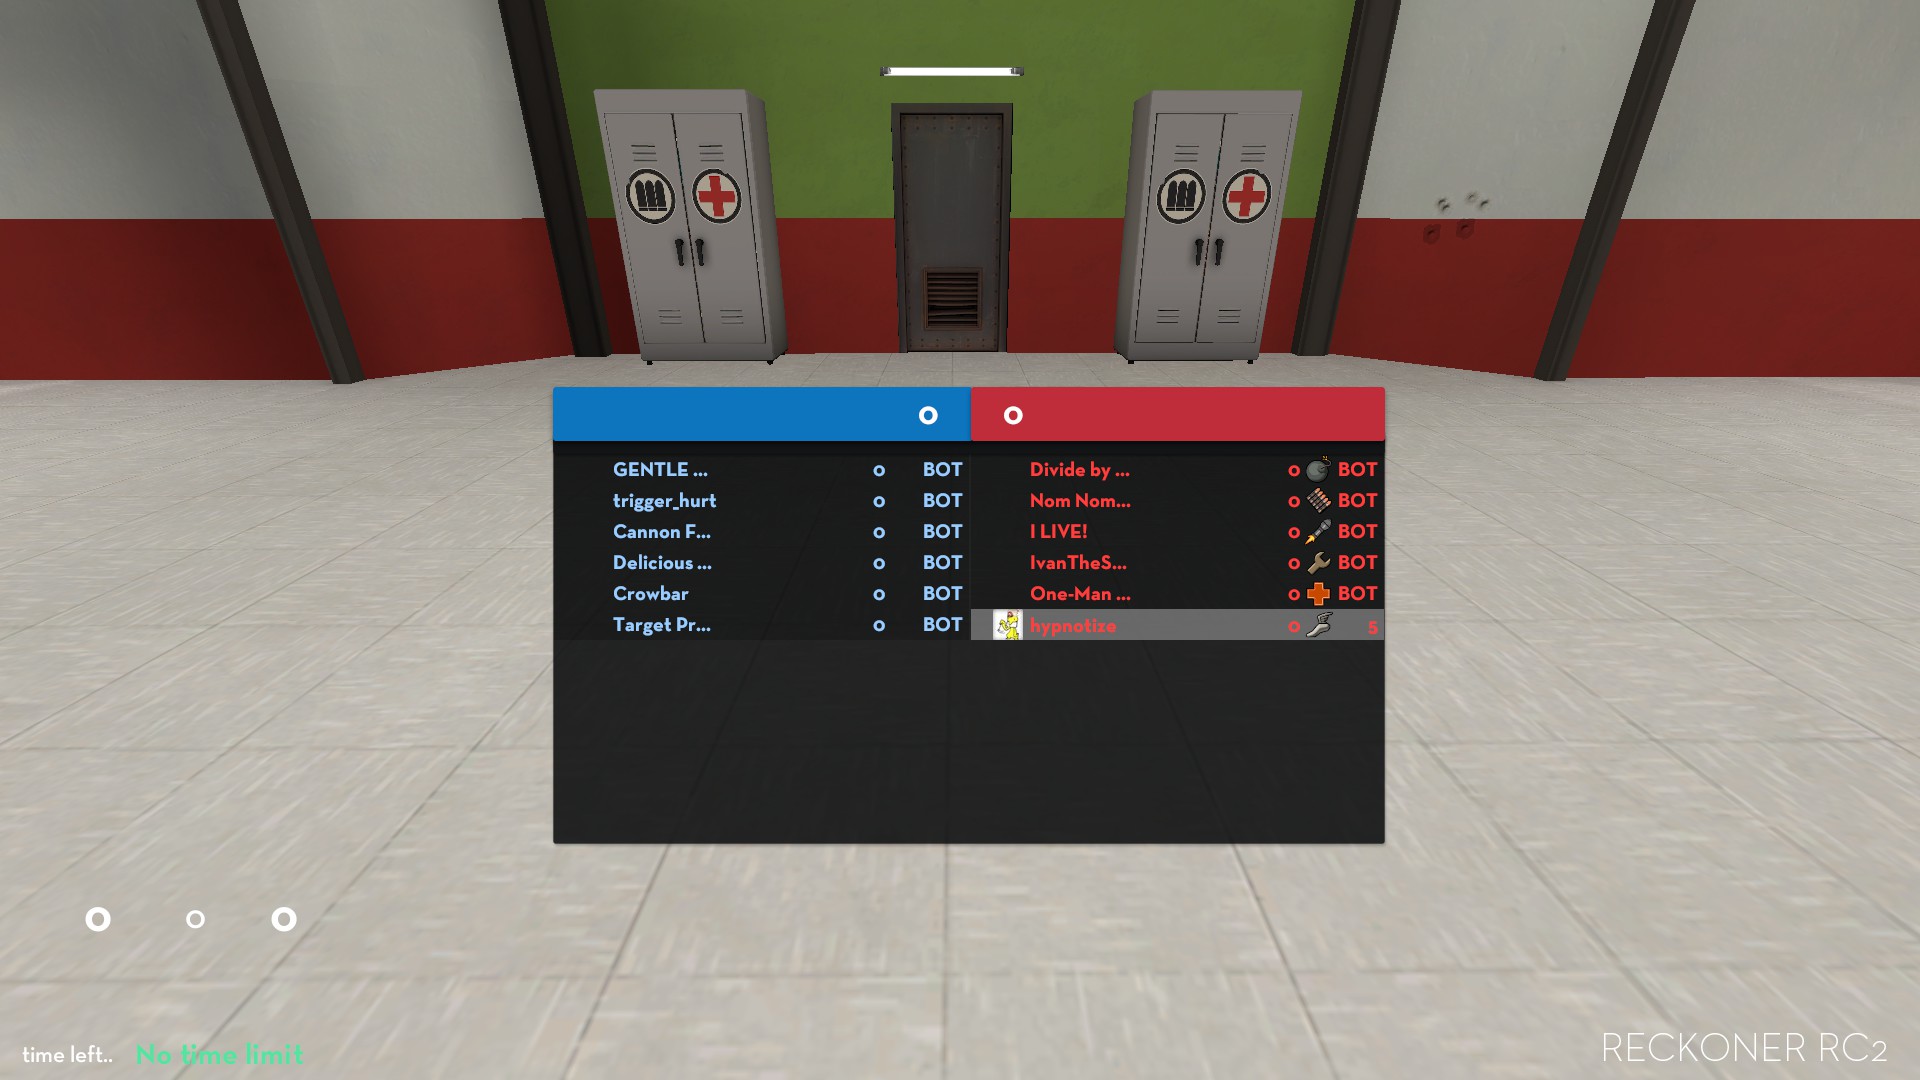 0 0
GENTLE ... 0 BOT
trigger_hurt 0 BOT
Cannon F... 0 BOT
Delicious ... 0 BOT
Crowbar 0 BOT
Target Pr... 0 BOT
Divide by ... 0 BOT
Nom Nom... 0 BOT
I LIVE! 0 BOT
IvanTheS... 0 BOT
One-Man ... 0 BOT
hypnotize 0 5
0 0 0
time left.. No time limit
RECKONER RC2